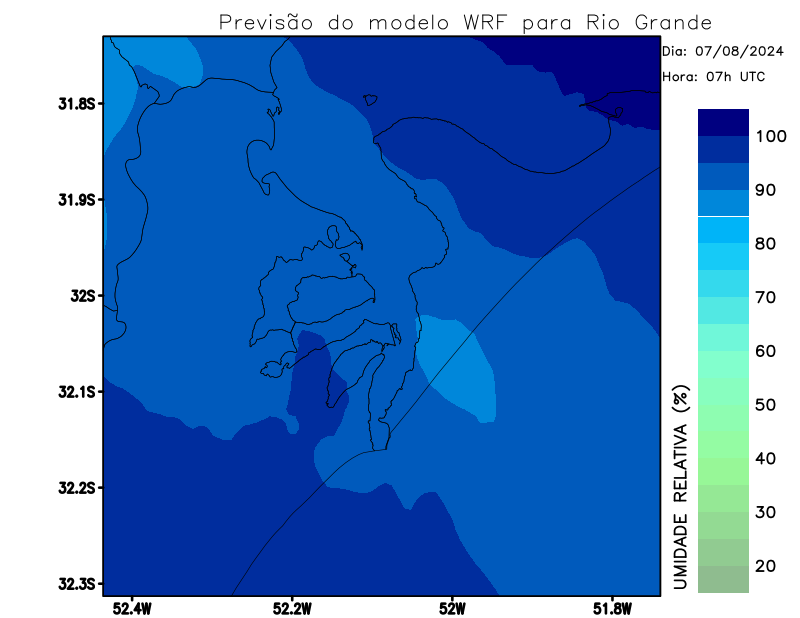 Previsão do modelo WRF para Rio Grande
Dia: 07/08/2024
Hora: 07h UTC
31.8S
31.9S
32S
32.1S
32.2S
32.3S
52.4W
52.2W
52W
51.8W
UMIDADE RELATIVA (%)
100
90
80
70
60
50
40
30
20